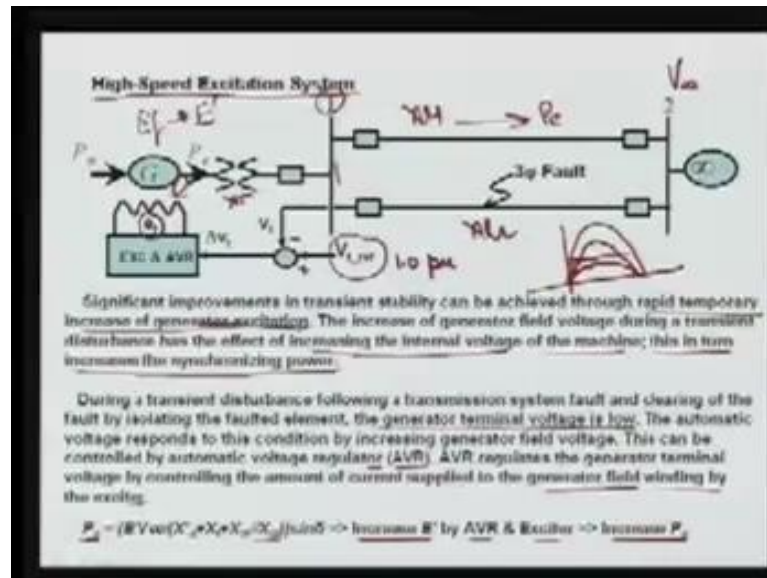 High-Speed Excitation System
V∞
Ef → E'
1
2
Pe
G
Pe
3φ Fault
Vt
ΔVt
Vt_ref
1.0 pu
EXC & AVR
Significant improvements in transient stability can be achieved through rapid temporary
increase of generator excitation. The increase of generator field voltage during a transient
disturbance has the effect of increasing the internal voltage of the machine; this in turn
increases the synchronizing power.
During a transient disturbance following a transmission system fault and clearing of the
fault by isolating the faulted element, the generator terminal voltage is low. The automatic
voltage responds to this condition by increasing generator field voltage. This can be
controlled by automatic voltage regulator (AVR). AVR regulates the generator terminal
voltage by controlling the amount of current supplied to the generator field winding by
the exciter.
=> Increase E' by AVR & Exciter => Increase Pe